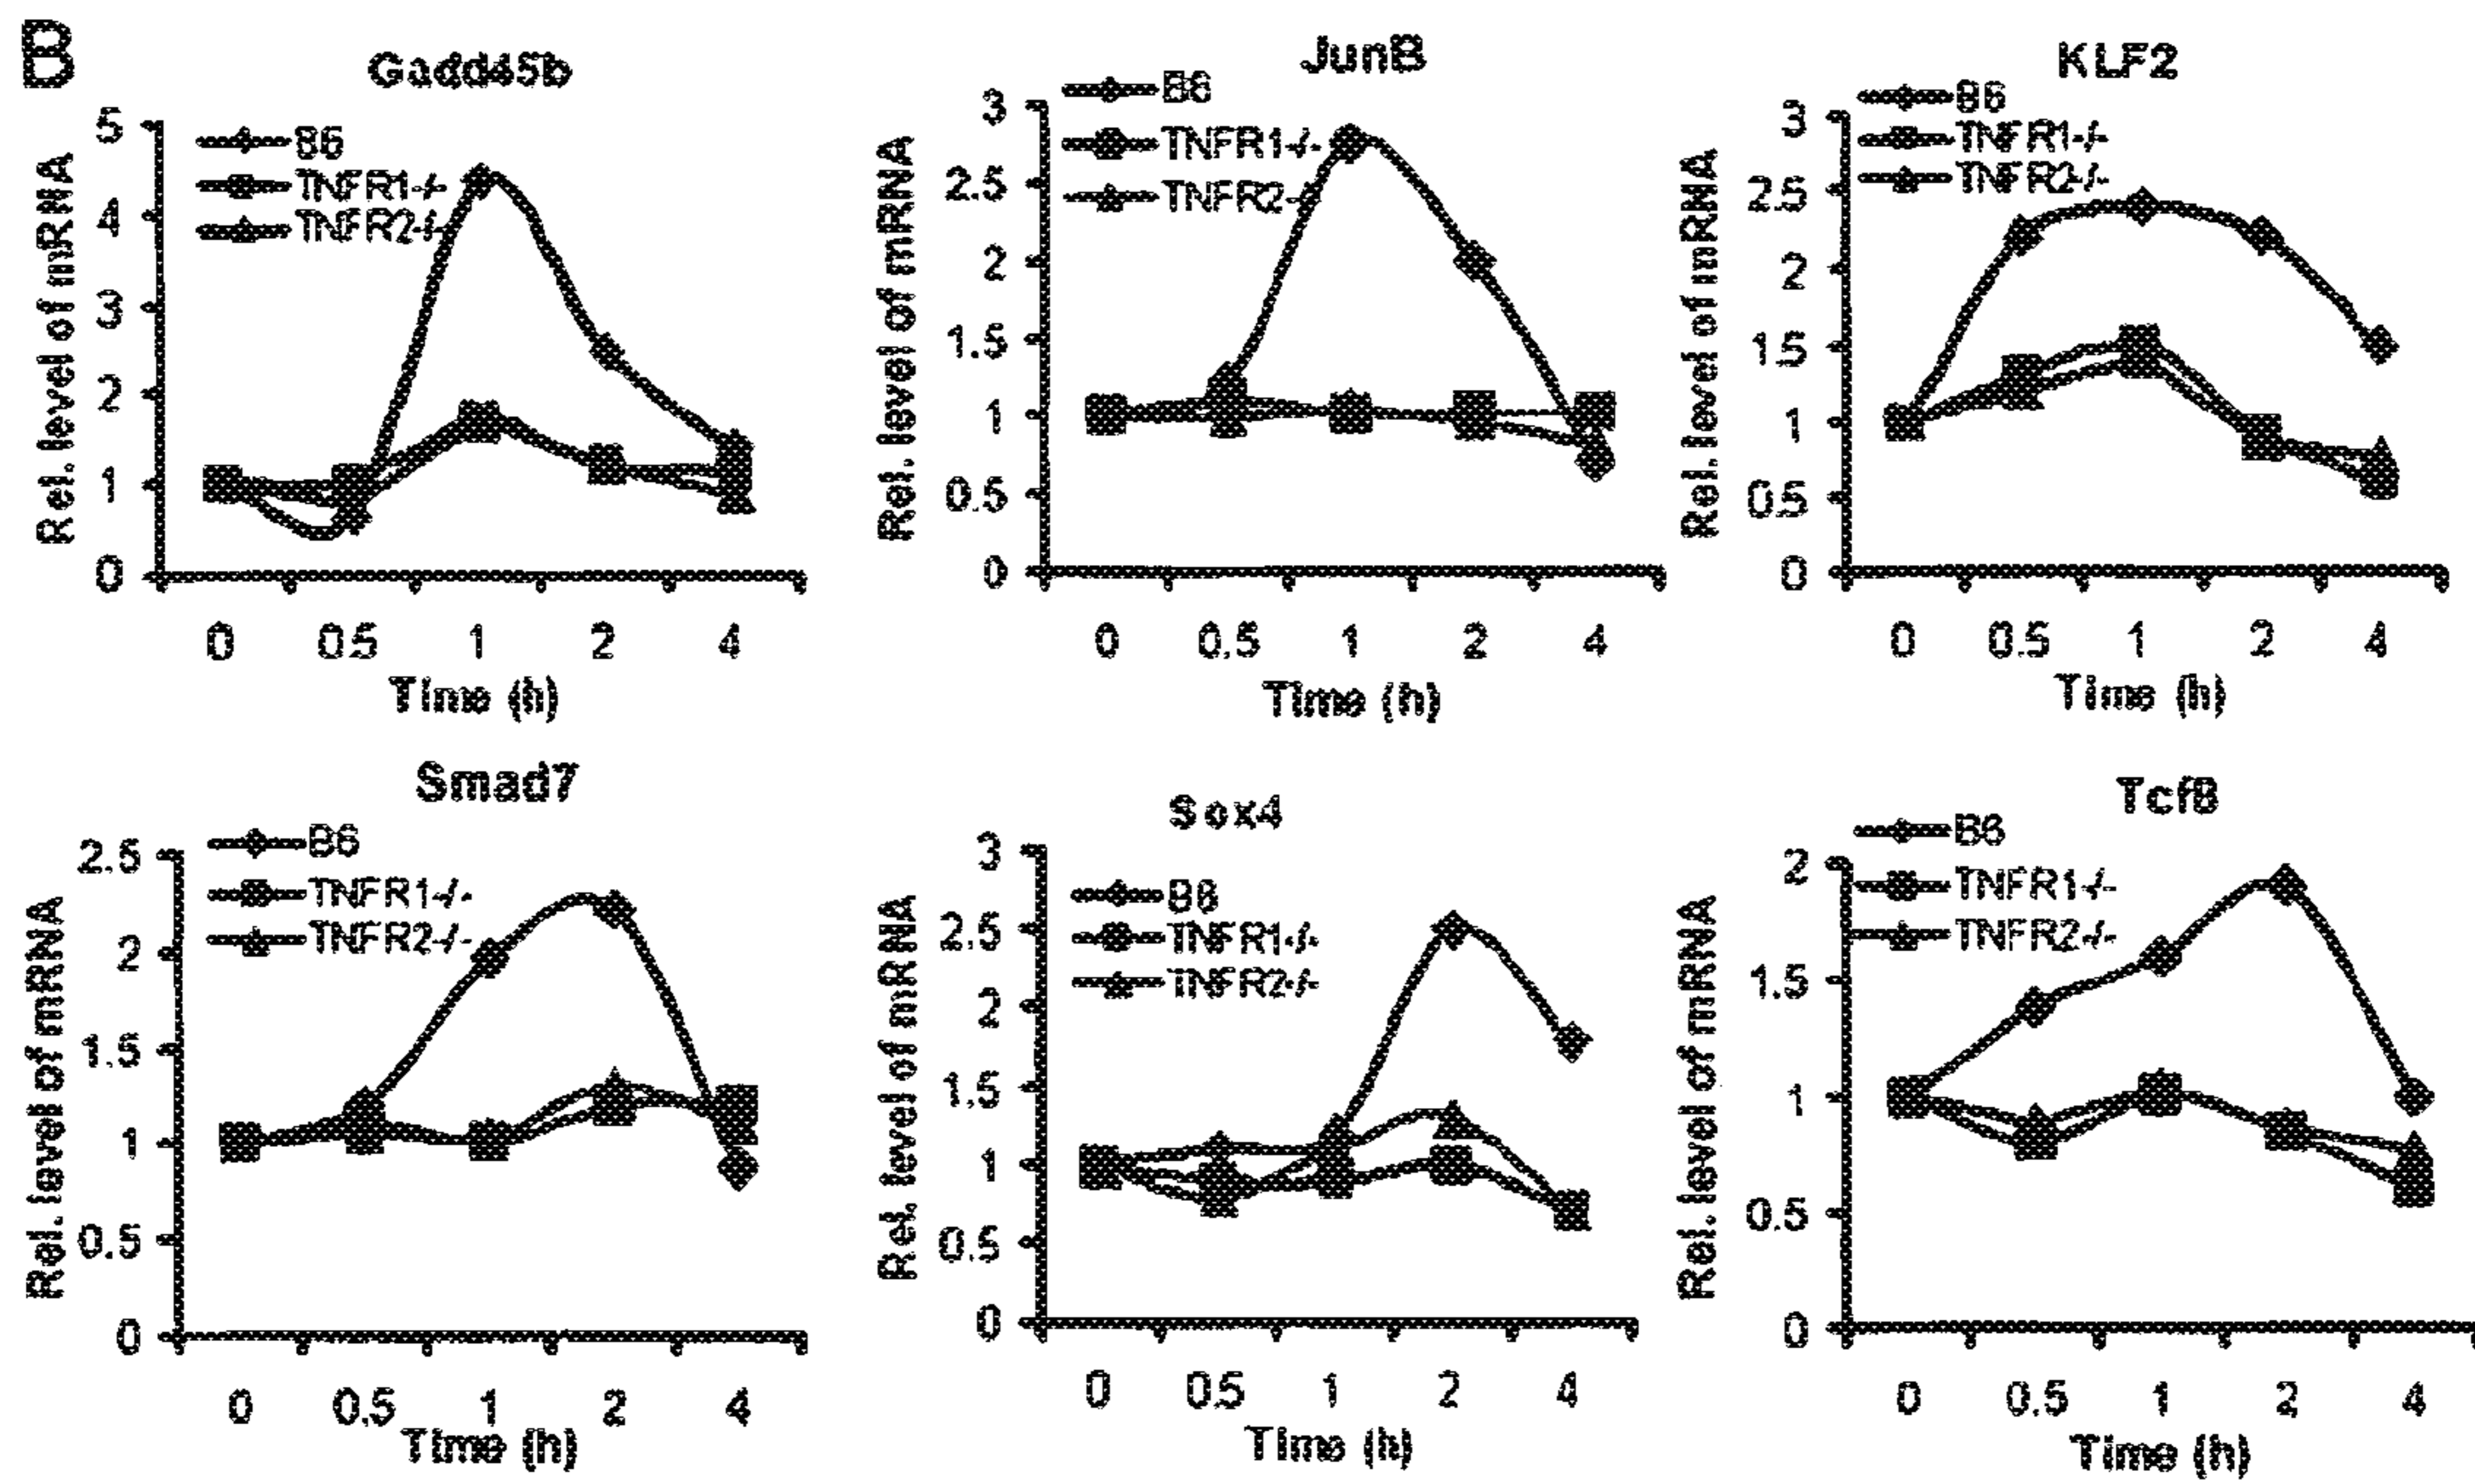 B
Gadd45b
B6
TNFR1-/-
TNFR2-/-
Rel. level of mRNA
5
4
3
2
1
0
0 0.5 1 2 4
Time (h)
JunB
B6
TNFR1-/-
TNFR2-/-
Rel. level of mRNA
3
2.5
2
1.5
1
0.5
0
0 0.5 1 2 4
Time (h)
KLF2
B6
TNFR1-/-
TNFR2-/-
Rel. level of mRNA
3
2.5
2
1.5
1
0.5
0
0 0.5 1 2 4
Time (h)
Smad7
B6
TNFR1-/-
TNFR2-/-
Rel. level of mRNA
2.5
2
1.5
1
0.5
0
0 0.5 1 2 4
Time (h)
Sox4
B6
TNFR1-/-
TNFR2-/-
Rel. level of mRNA
3
2.5
2
1.5
1
0.5
0
0 0.5 1 2 4
Time (h)
Tcf8
B6
TNFR1-/-
TNFR2-/-
Rel. level of mRNA
2
1.5
1
0.5
0
0 0.5 1 2 4
Time (h)